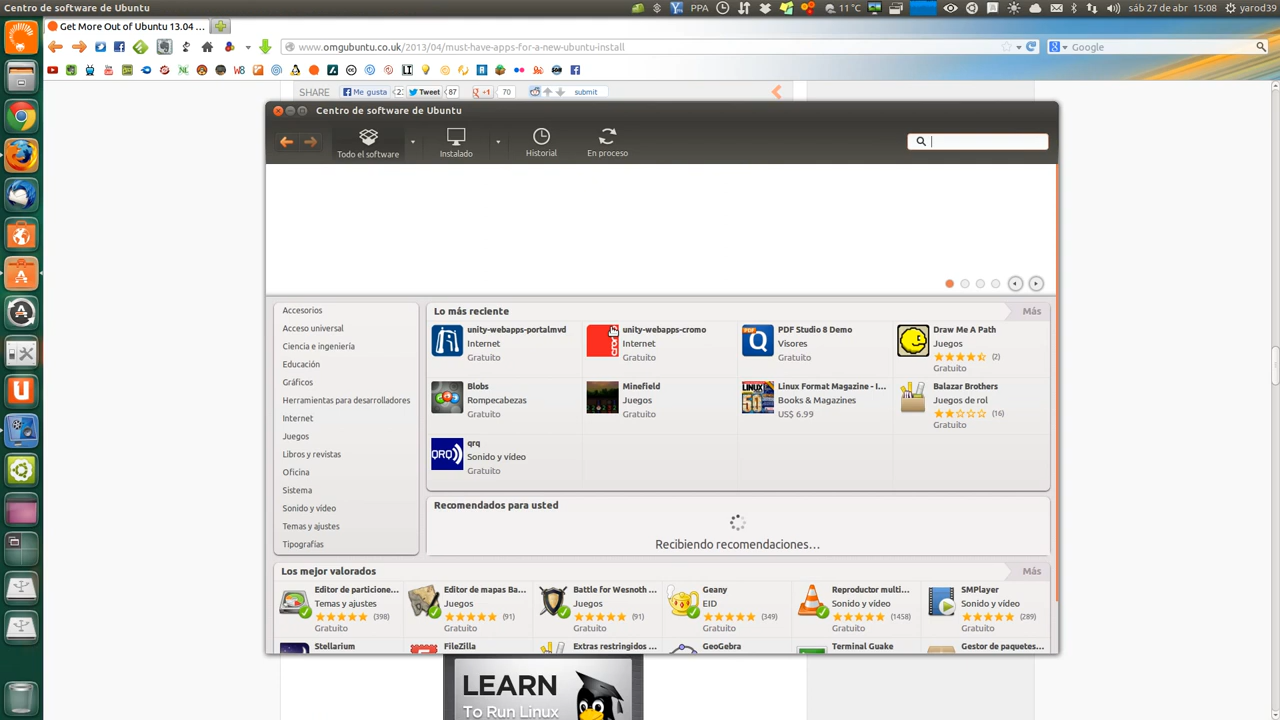 Centro de software de Ubuntu
PPA
11°C
sáb 27 de abr
15:08
yarod39
Get More Out of Ubuntu 13.04 ...
www.omgubuntu.co.uk/2013/04/must-have-apps-for-a-new-ubuntu-install
Google
SHARE
Me gusta
Tweet
87
+1
70
submit
Centro de software de Ubuntu
Todo el software
Instalado
Historial
En proceso
Accesorios
Acceso universal
Ciencia e ingeniería
Educación
Gráficos
Herramientas para desarrolladores
Internet
Juegos
Libros y revistas
Oficina
Sistema
Sonido y vídeo
Temas y ajustes
Tipografías
Lo más reciente
Más
unity-webapps-portalmvd
Internet
Gratuito
unity-webapps-cromo
Internet
Gratuito
PDF Studio 8 Demo
Visores
Gratuito
Draw Me A Path
Juegos
(2)
Gratuito
Blobs
Rompecabezas
Gratuito
Minefield
Juegos
Gratuito
Linux Format Magazine - I...
Books & Magazines
US$ 6.99
Balazar Brothers
Juegos de rol
(16)
Gratuito
QRQ
qrq
Sonido y vídeo
Gratuito
Recomendados para usted
Recibiendo recomendaciones...
Los mejor valorados
Más
Editor de particione...
Temas y ajustes
(398)
Gratuito
Editor de mapas Ba...
Juegos
(91)
Gratuito
Battle for Wesnoth ...
Juegos
(91)
Gratuito
Geany
EID
(349)
Gratuito
Reproductor multi...
Sonido y vídeo
(1458)
Gratuito
SMPlayer
Sonido y vídeo
(289)
Gratuito
Stellarium
FileZilla
Extras restringidos ...
GeoGebra
Terminal Guake
Gestor de paquetes...
LEARN
To Run Linux